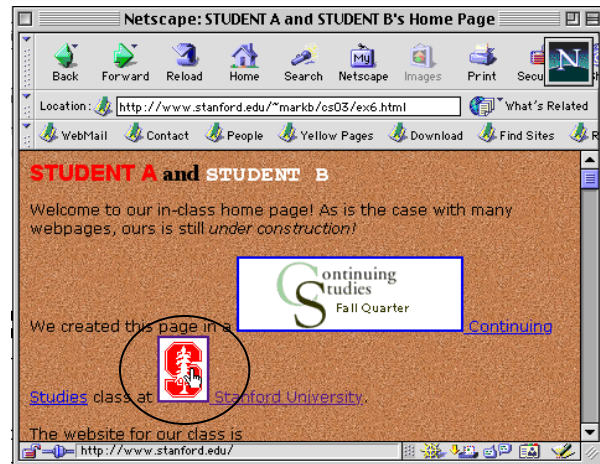 Netscape: STUDENT A and STUDENT B's Home Page
Back Forward Reload Home Search Netscape Images Print Secu
N
Location: http://www.stanford.edu/~markb/cs03/ex6.html What's Related
WebMail Contact People Yellow Pages Download Find Sites R
STUDENT A and STUDENT B
Welcome to our in-class home page! As is the case with many
webpages, ours is still under construction!
Continuing
Studies
Fall Quarter
We created this page in a Continuing
Studies class at S Stanford University.
The website for our class is
http://www.stanford.edu/